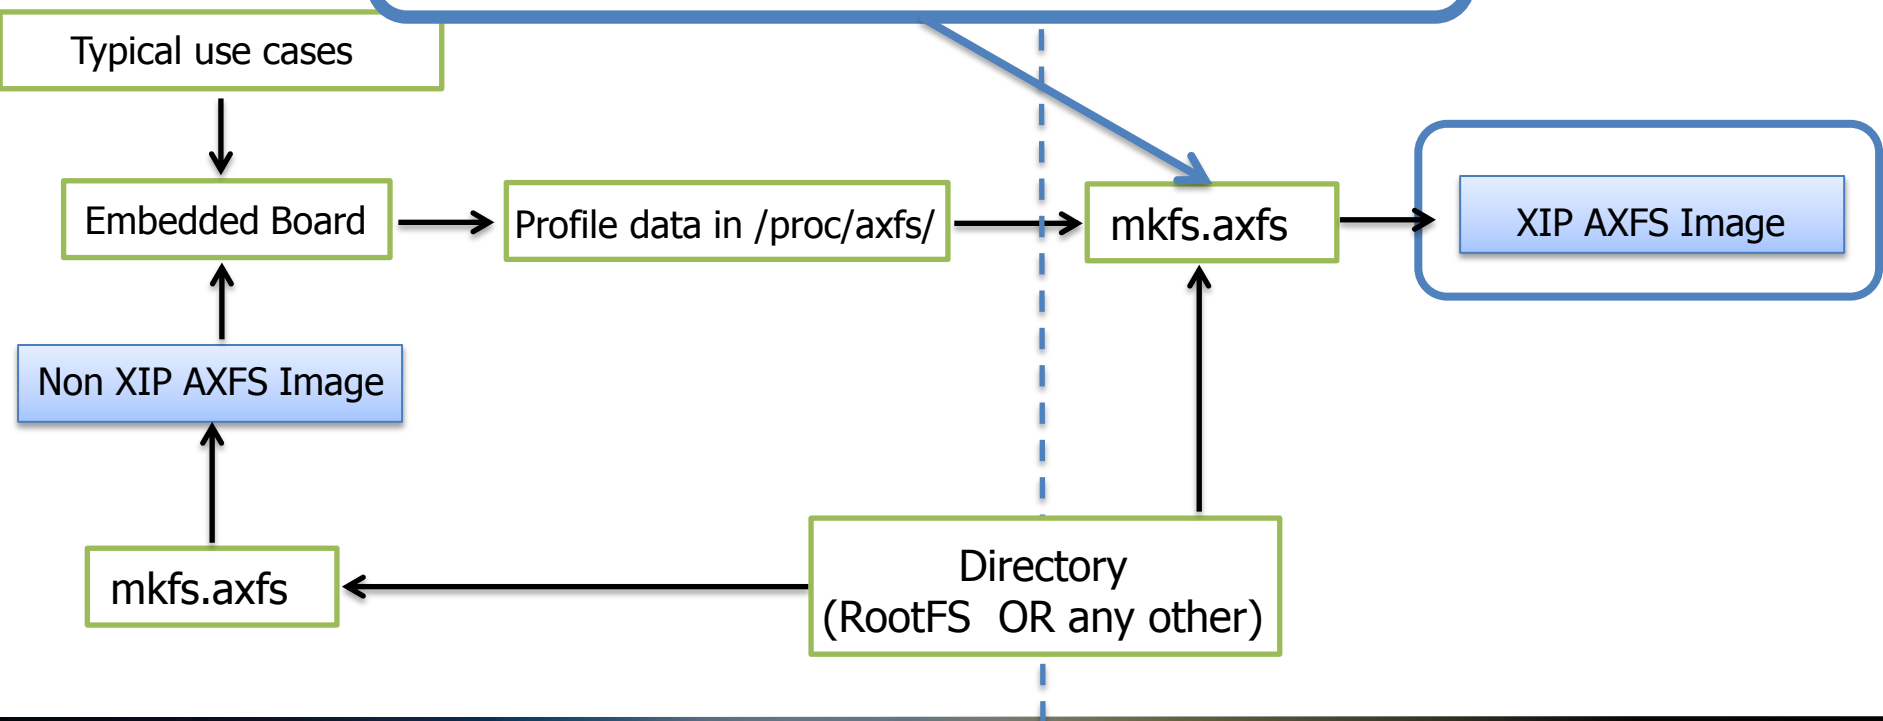 Typical use cases
Embedded Board
Profile data in /proc/axfs/
mkfs.axfs
XIP AXFS Image
Non XIP AXFS Image
mkfs.axfs
Directory
(RootFS OR any other)